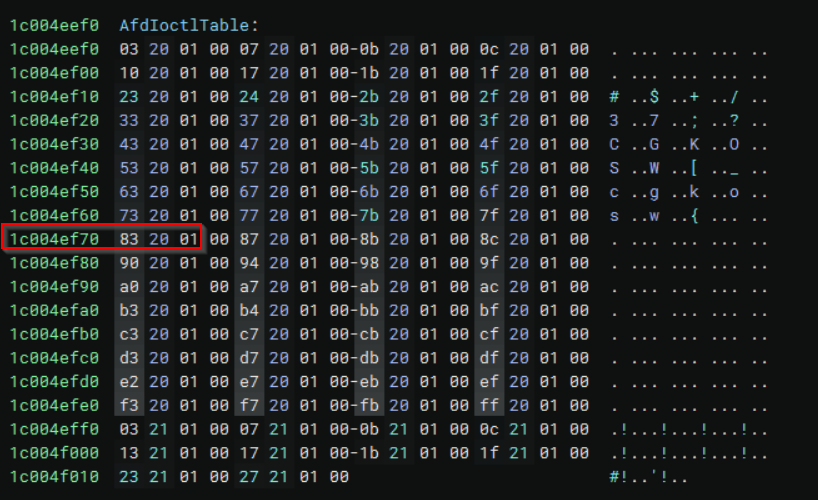 1c004eef0 AfdIoctlTable:
1c004eef0 03 20 01 00 07 20 01 00-0b 20 01 00 0c 20 01 00 . ... ... ... ..
1c004ef00 10 20 01 00 17 20 01 00-1b 20 01 00 1f 20 01 00 . ... ... ... ..
1c004ef10 23 20 01 00 24 20 01 00-2b 20 01 00 2f 20 01 00 # ..$ ..+ ../ ..
1c004ef20 33 20 01 00 37 20 01 00-3b 20 01 00 3f 20 01 00 3 ..7 ..; ..? ..
1c004ef30 43 20 01 00 47 20 01 00-4b 20 01 00 4f 20 01 00 C ..G ..K ..O ..
1c004ef40 53 20 01 00 57 20 01 00-5b 20 01 00 5f 20 01 00 S ..W ..[ .._ ..
1c004ef50 63 20 01 00 67 20 01 00-6b 20 01 00 6f 20 01 00 c ..g ..k ..o ..
1c004ef60 73 20 01 00 77 20 01 00-7b 20 01 00 7f 20 01 00 s ..w ..{ ... ..
1c004ef70 83 20 01 00 87 20 01 00-8b 20 01 00 8c 20 01 00 . ... ... ... ..
1c004ef80 90 20 01 00 94 20 01 00-98 20 01 00 9f 20 01 00 . ... ... ... ..
1c004ef90 a0 20 01 00 a7 20 01 00-ab 20 01 00 ac 20 01 00 . ... ... ... ..
1c004efa0 b3 20 01 00 b4 20 01 00-bb 20 01 00 bf 20 01 00 . ... ... ... ..
1c004efb0 c3 20 01 00 c7 20 01 00-cb 20 01 00 cf 20 01 00 . ... ... ... ..
1c004efc0 d3 20 01 00 d7 20 01 00-db 20 01 00 df 20 01 00 . ... ... ... ..
1c004efd0 e2 20 01 00 e7 20 01 00-eb 20 01 00 ef 20 01 00 . ... ... ... ..
1c004efe0 f3 20 01 00 f7 20 01 00-fb 20 01 00 ff 20 01 00 . ... ... ... ..
1c004eff0 03 21 01 00 07 21 01 00-0b 21 01 00 0c 21 01 00 .!...!...!...!..
1c004f000 13 21 01 00 17 21 01 00-1b 21 01 00 1f 21 01 00 .!...!...!...!..
1c004f010 23 21 01 00 27 21 01 00 #!..'!..